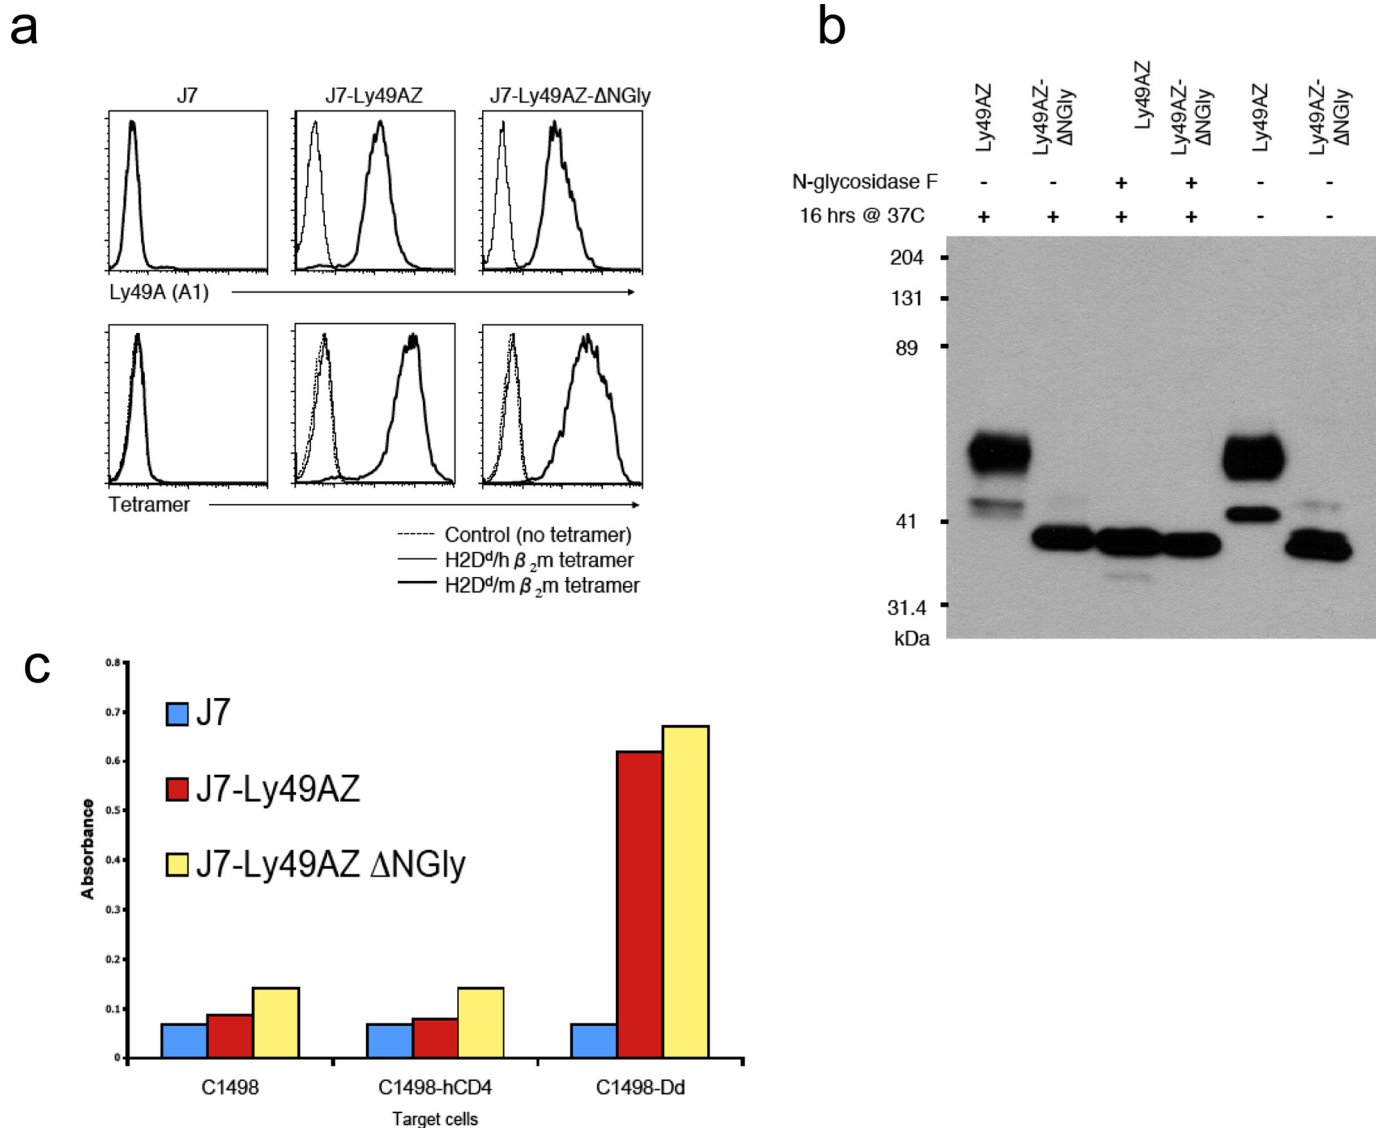 a
J7
J7-Ly49AZ
J7-Ly49AZ-ΔNGly
Ly49A (A1)
Tetramer
Control (no tetramer)
H2Dᵈ/h β₂m tetramer
H2Dᵈ/m β₂m tetramer
b
Ly49AZ
Ly49AZ-
ΔNGly
Ly49AZ
Ly49AZ-
ΔNGly
Ly49AZ
Ly49AZ-
ΔNGly
N-glycosidase F - - + + - -
16 hrs @ 37C + + + + - -
204
131
89
41
31.4
kDa
c
0.8
0.7
0.6
0.5
0.4
0.3
0.2
0.1
0
Absorbance
J7
J7-Ly49AZ
J7-Ly49AZ ΔNGly
C1498
C1498-hCD4
C1498-Dd
Target cells